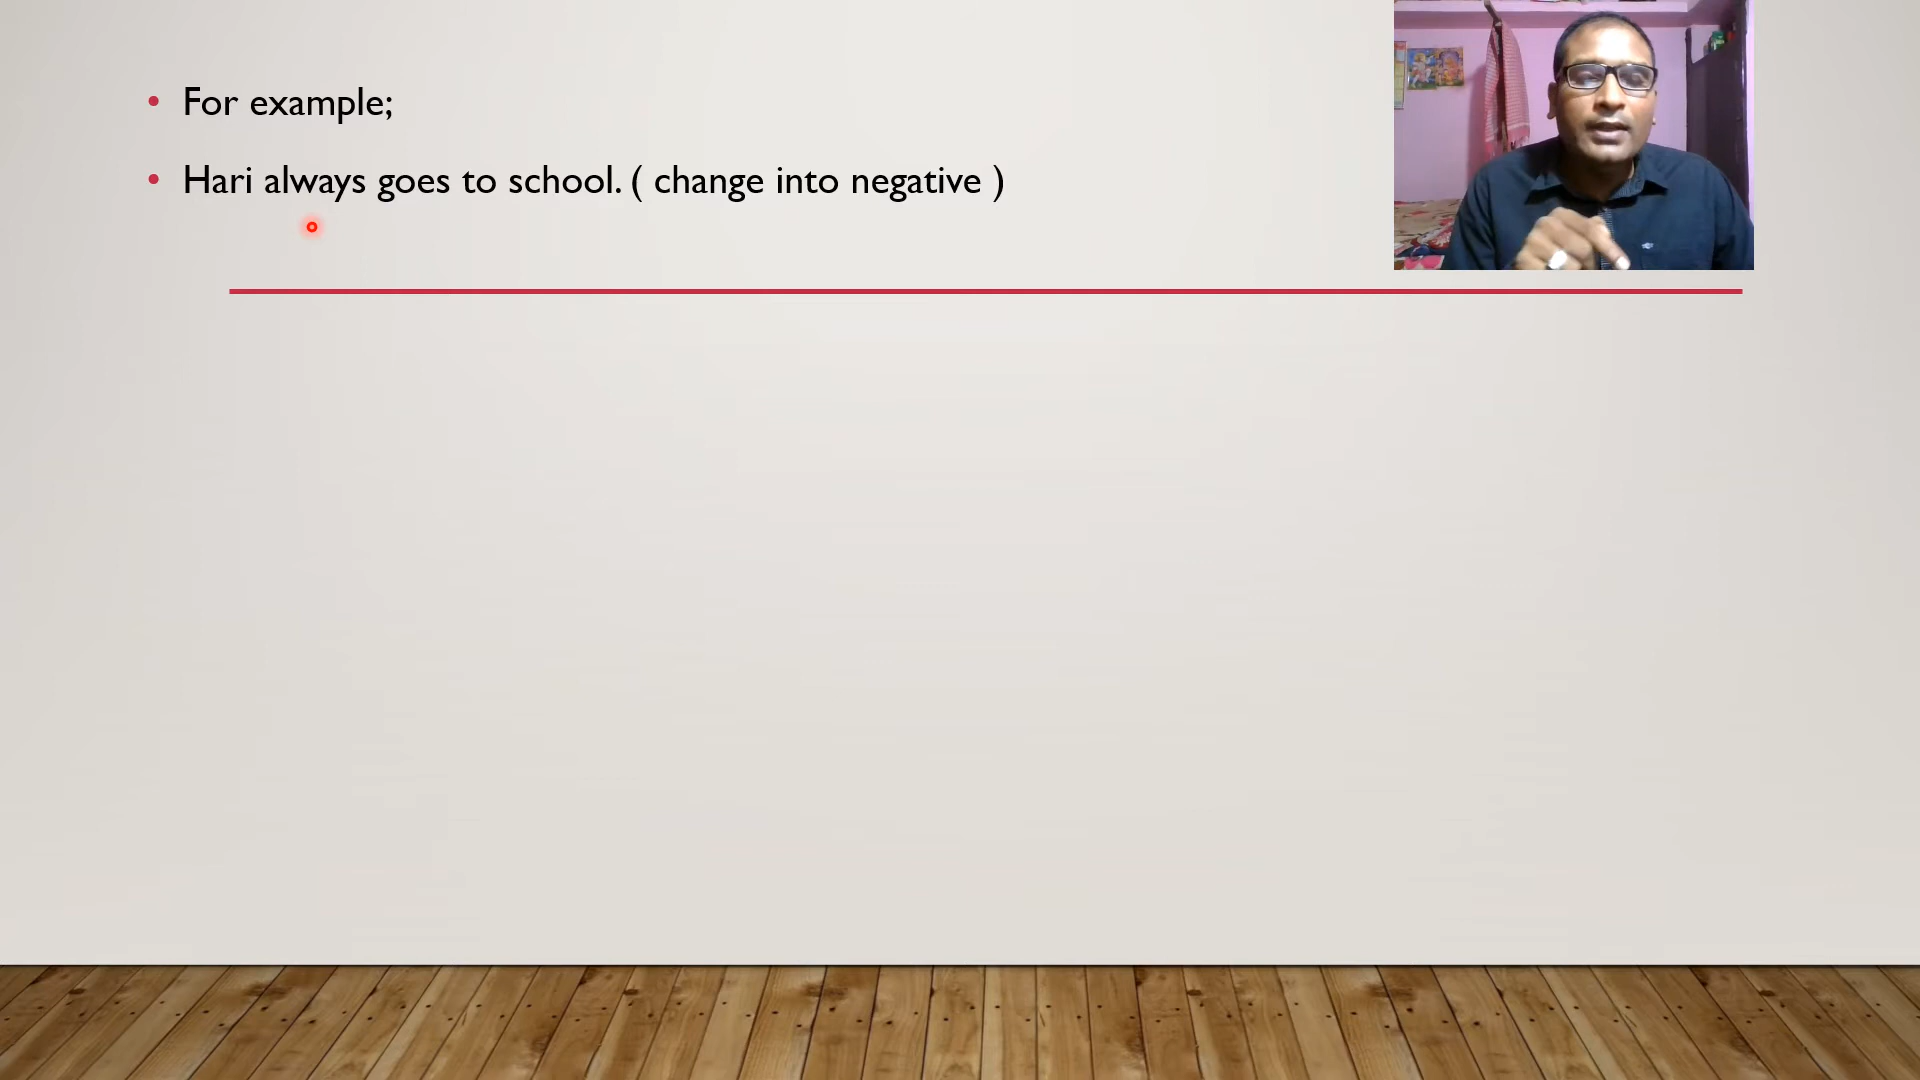 For example;
Hari always goes to school. ( change into negative )